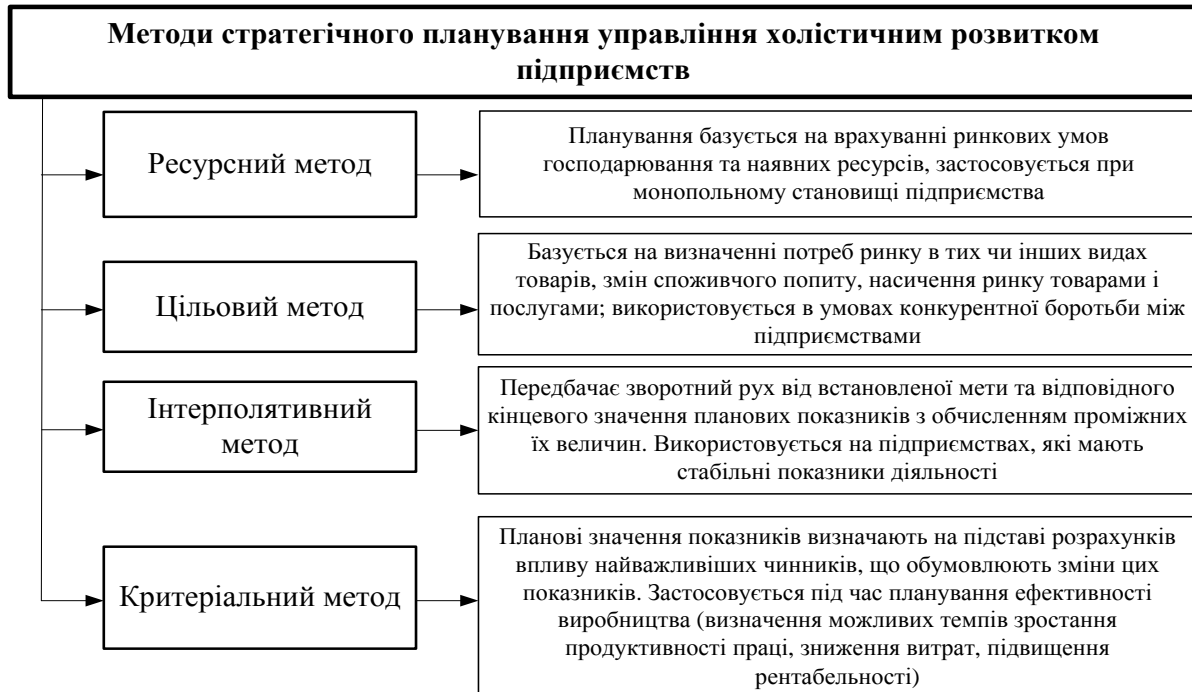 Методи стратегічного планування управління холістичним розвитком
підприємств
Ресурсний метод
Планування базується на врахуванні ринкових умов
господарювання та наявних ресурсів, застосовується при
монопольному становищі підприємства
Цільовий метод
Базується на визначенні потреб ринку в тих чи інших видах
товарів, змін споживчого попиту, насичення ринку товарами і
послугами; використовується в умовах конкурентної боротьби між
підприємствами
Інтерполятивний
метод
Передбачає зворотний рух від встановленої мети та відповідного
кінцевого значення планових показників з обчисленням проміжних
їх величин. Використовується на підприємствах, які мають
стабільні показники діяльності
Критеріальний метод
Планові значення показників визначають на підставі розрахунків
впливу найважливіших чинників, що обумовлюють зміни цих
показників. Застосовується під час планування ефективності
виробництва (визначення можливих темпів зростання
продуктивності праці, зниження витрат, підвищення
рентабельності)